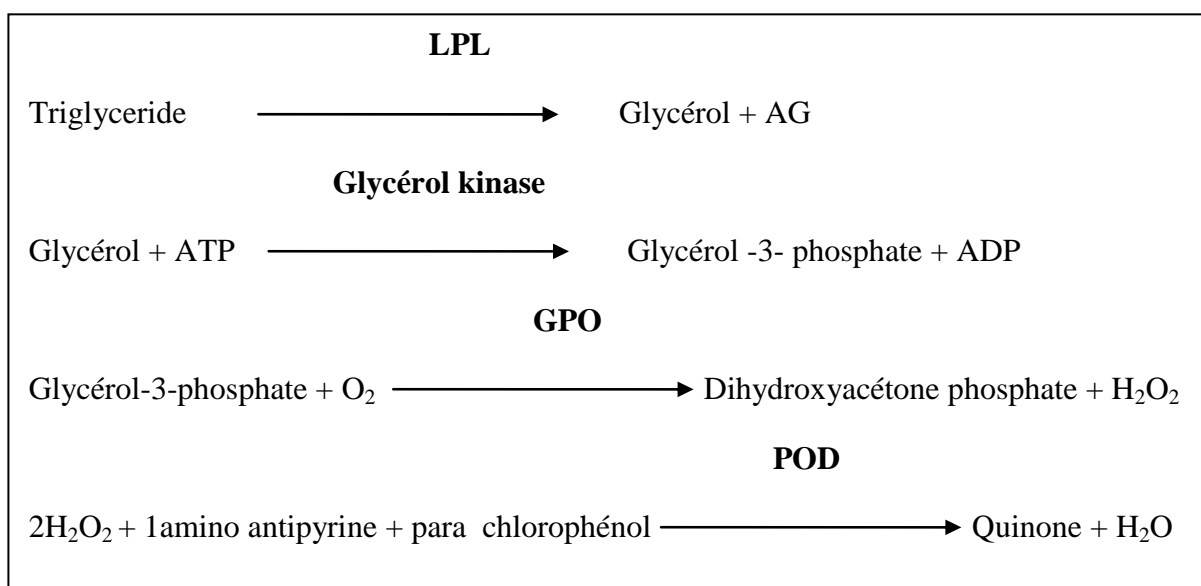 LPL
Triglyceride Glycérol + AG
Glycérol kinase
Glycérol + ATP Glycérol -3- phosphate + ADP
GPO
Glycérol-3-phosphate + O₂ Dihydroxyacétone phosphate + H₂O₂
POD
2H₂O₂ + 1amino antipyrine + para chlorophénol Quinone + H₂O